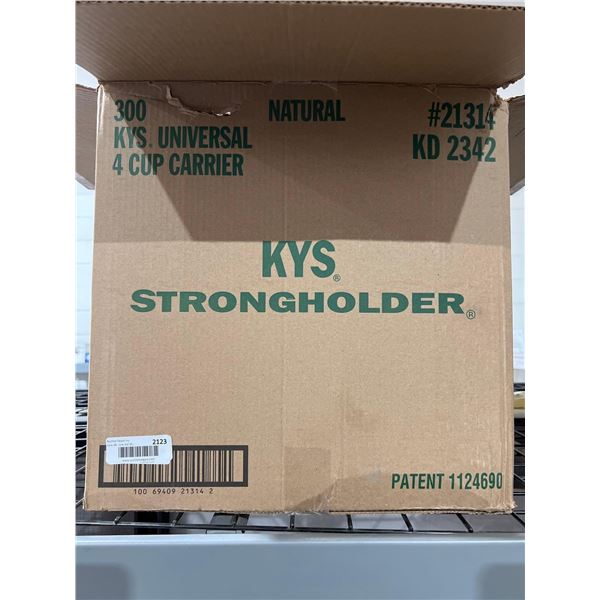 300 NATURAL #21314
KYS. UNIVERSAL KD 2342
4 CUP CARRIER
KYS®
STRONGHOLDER®
2123
100 69409 21314 2
PATENT 1124690